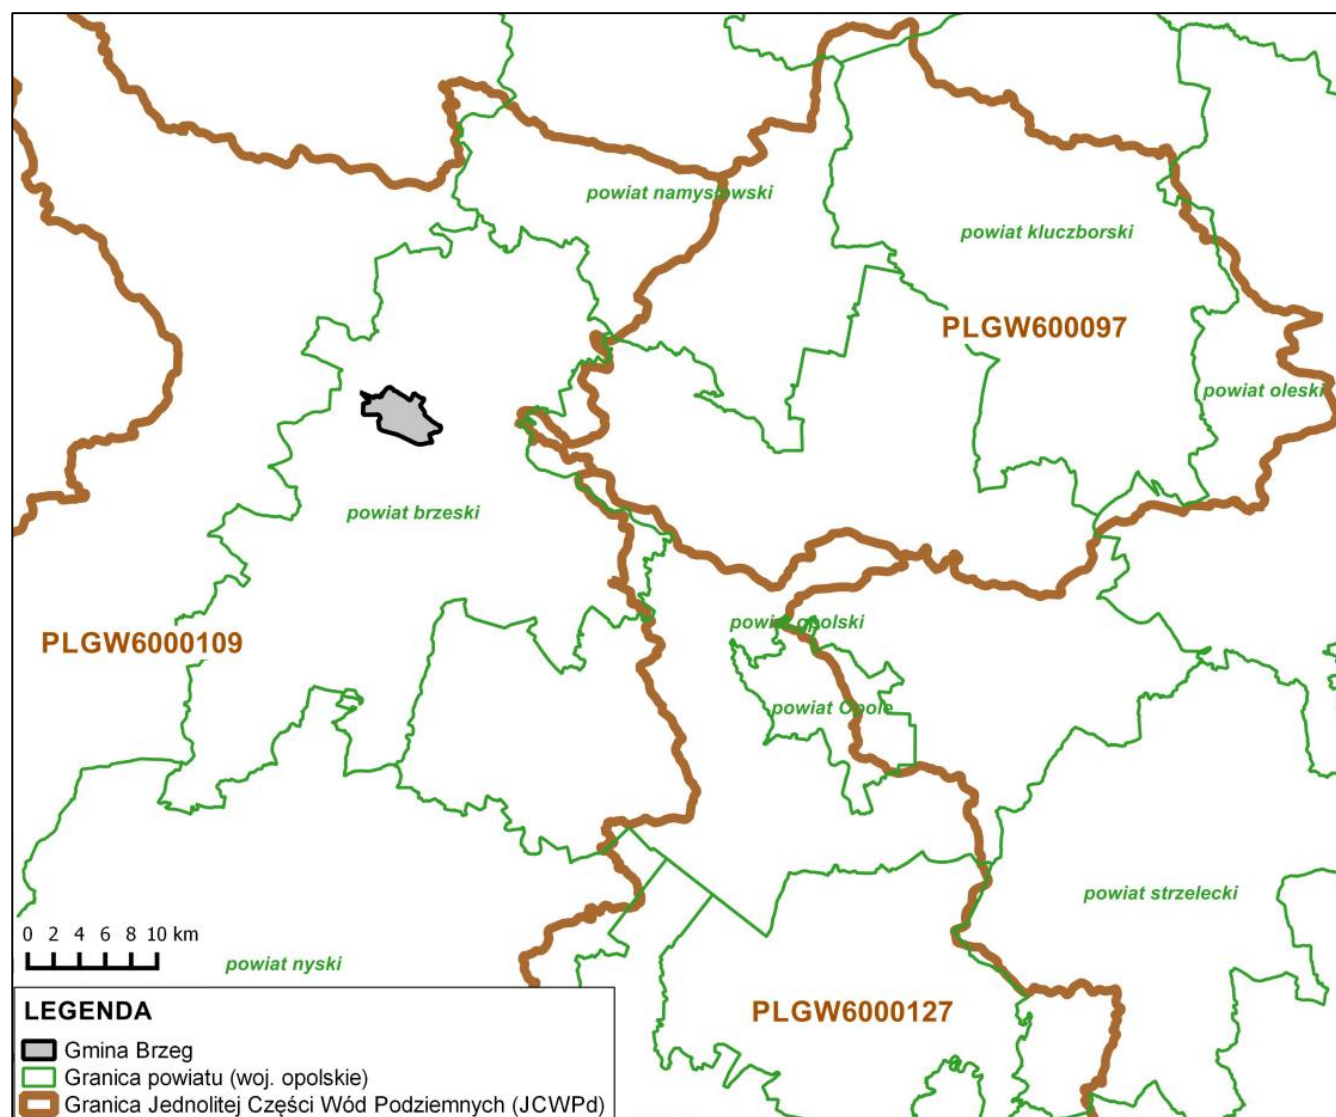 powiat namysłowski
powiat kluczborski
PLGW600097
powiat oleski
powiat brzeski
powiat opolski
PLGW6000109
powiat Opole
powiat strzelecki
0 2 4 6 8 10 km
powiat nyski
PLGW6000127
LEGENDA
Gmina Brzeg
Granica powiatu (woj. opolskie)
Granica Jednolitej Części Wód Podziemnych (JCWPd)